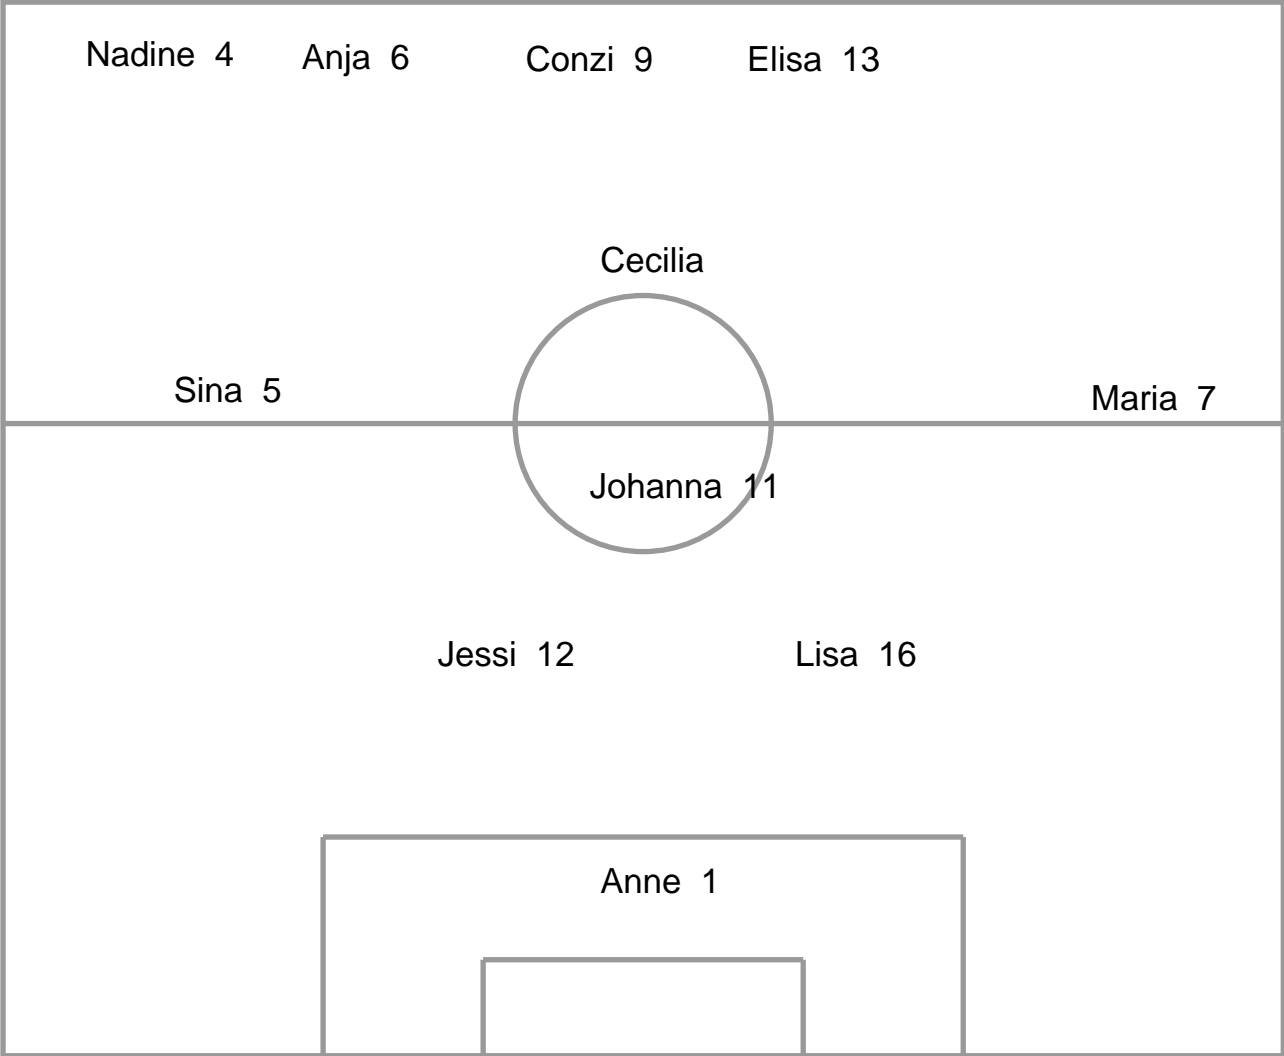 Nadine 4 Anja 6 Conzi 9 Elisa 13
Cecilia
Sina 5 Maria 7
Johanna 11
Jessi 12 Lisa 16
Anne 1